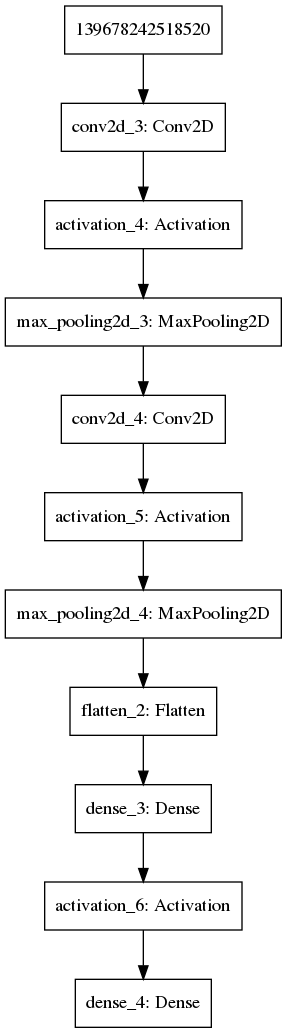 139678242518520
conv2d_3: Conv2D
activation_4: Activation
max_pooling2d_3: MaxPooling2D
conv2d_4: Conv2D
activation_5: Activation
max_pooling2d_4: MaxPooling2D
flatten_2: Flatten
dense_3: Dense
activation_6: Activation
dense_4: Dense